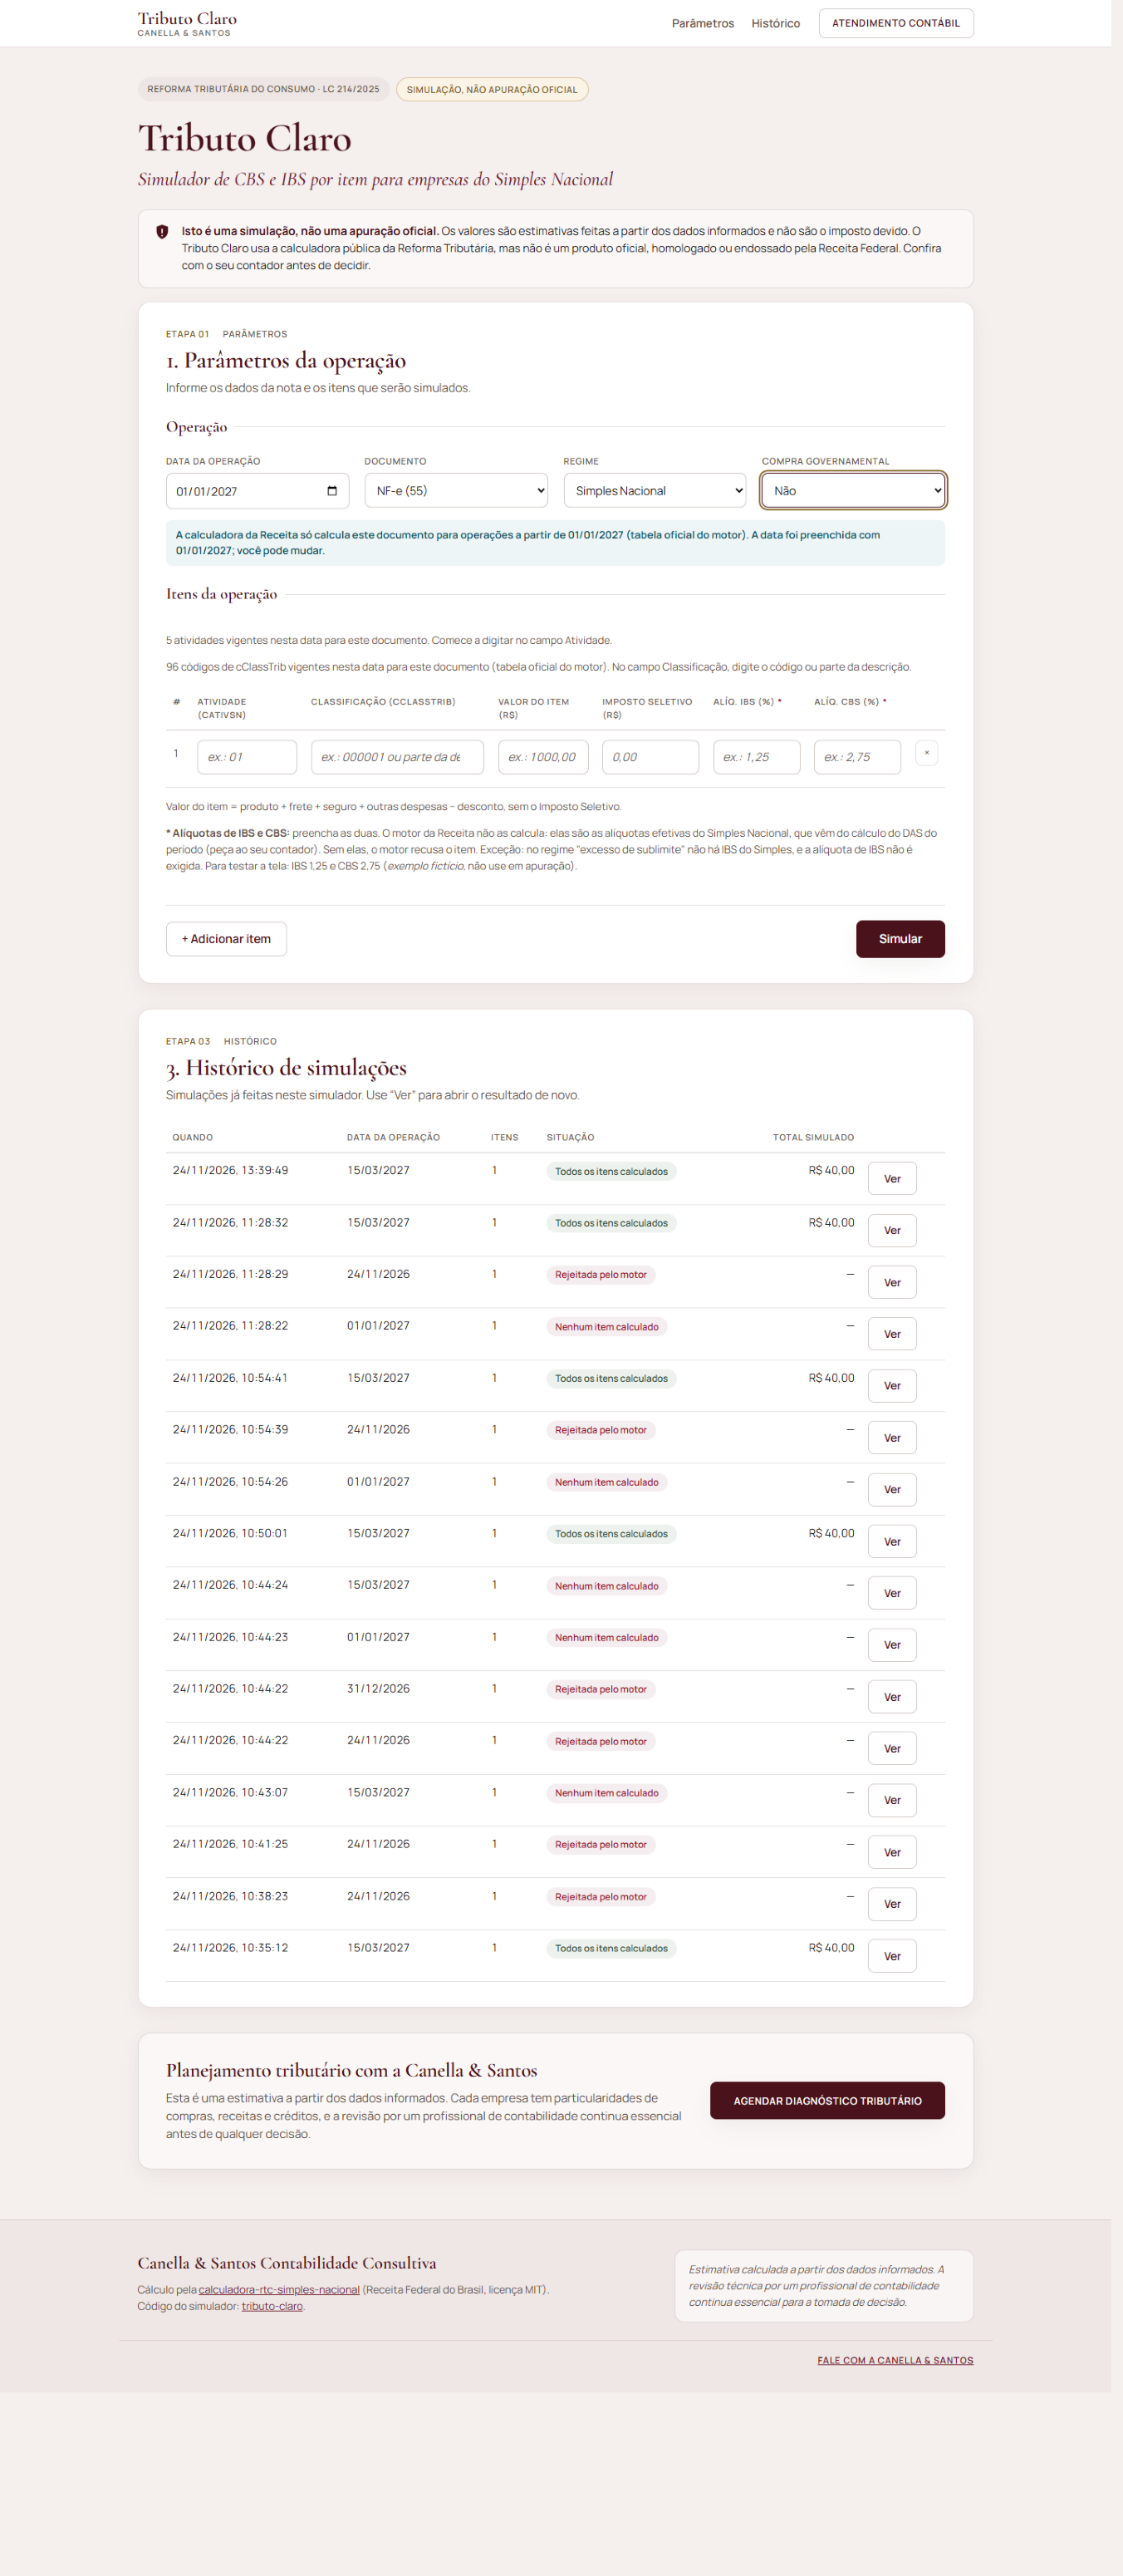 Tributo Claro
CANELLA & SANTOS
Parâmetros
Histórico
ATENDIMENTO CONTÁBIL
REFORMA TRIBUTÁRIA DO CONSUMO · LC 214/2025
SIMULAÇÃO, NÃO APURAÇÃO OFICIAL
Tributo Claro
Simulador de CBS e IBS por item para empresas do Simples Nacional
Isto é uma simulação, não uma apuração oficial. Os valores são estimativas feitas a partir dos dados informados e não são o imposto devido. O
Tributo Claro usa a calculadora pública da Reforma Tributária, mas não é um produto oficial, homologado ou endossado pela Receita Federal. Confira
com o seu contador antes de decidir.
ETAPA 01 PARÂMETROS
1. Parâmetros da operação
Informe os dados da nota e os itens que serão simulados.
Operação
DATA DA OPERAÇÃO
DOCUMENTO
REGIME
COMPRA GOVERNAMENTAL
01/01/2027
NF-e (55)
Simples Nacional
Não
A calculadora da Receita só calcula este documento para operações a partir de 01/01/2027 (tabela oficial do motor). A data foi preenchida com
01/01/2027; você pode mudar.
Itens da operação
5 atividades vigentes nesta data para este documento. Comece a digitar no campo Atividade.
96 códigos de cClassTrib vigentes nesta data para este documento (tabela oficial do motor). No campo Classificação, digite o código ou parte da descrição.
# ATIVIDADE (CATIVSN) CLASSIFICAÇÃO (CCLASSTRIB) VALOR DO ITEM (R$) IMPOSTO SELETIVO (R$) ALÍQ. IBS (%) * ALÍQ. CBS (%) *
1 ex.: 01 ex.: 000001 ou parte da de ex.: 1000,00 0,00 ex.: 1,25 ex.: 2,75 ×
Valor do item = produto + frete + seguro + outras despesas − desconto, sem o Imposto Seletivo.
* Alíquotas de IBS e CBS: preencha as duas. O motor da Receita não as calcula: elas são as alíquotas efetivas do Simples Nacional, que vêm do cálculo do DAS do
período (peça ao seu contador). Sem elas, o motor recusa o item. Exceção: no regime "excesso de sublimite" não há IBS do Simples, e a alíquota de IBS não é
exigida. Para testar a tela: IBS 1,25 e CBS 2,75 (exemplo fictício, não use em apuração).
+ Adicionar item
Simular
ETAPA 03 HISTÓRICO
3. Histórico de simulações
Simulações já feitas neste simulador. Use "Ver" para abrir o resultado de novo.
QUANDO DATA DA OPERAÇÃO ITENS SITUAÇÃO TOTAL SIMULADO
24/11/2026, 13:39:49 15/03/2027 1 Todos os itens calculados R$ 40,00 Ver
24/11/2026, 11:28:32 15/03/2027 1 Todos os itens calculados R$ 40,00 Ver
24/11/2026, 11:28:29 24/11/2026 1 Rejeitada pelo motor — Ver
24/11/2026, 11:28:22 01/01/2027 1 Nenhum item calculado — Ver
24/11/2026, 10:54:41 15/03/2027 1 Todos os itens calculados R$ 40,00 Ver
24/11/2026, 10:54:39 24/11/2026 1 Rejeitada pelo motor — Ver
24/11/2026, 10:54:26 01/01/2027 1 Nenhum item calculado — Ver
24/11/2026, 10:50:01 15/03/2027 1 Todos os itens calculados R$ 40,00 Ver
24/11/2026, 10:44:24 15/03/2027 1 Nenhum item calculado — Ver
24/11/2026, 10:44:23 01/01/2027 1 Nenhum item calculado — Ver
24/11/2026, 10:44:22 31/12/2026 1 Rejeitada pelo motor — Ver
24/11/2026, 10:44:22 24/11/2026 1 Rejeitada pelo motor — Ver
24/11/2026, 10:43:07 15/03/2027 1 Nenhum item calculado — Ver
24/11/2026, 10:41:25 24/11/2026 1 Rejeitada pelo motor — Ver
24/11/2026, 10:38:23 24/11/2026 1 Rejeitada pelo motor — Ver
24/11/2026, 10:35:12 15/03/2027 1 Todos os itens calculados R$ 40,00 Ver
Planejamento tributário com a Canella & Santos
Esta é uma estimativa a partir dos dados informados. Cada empresa tem particularidades de
compras, receitas e créditos, e a revisão por um profissional de contabilidade continua essencial
antes de qualquer decisão.
AGENDAR DIAGNÓSTICO TRIBUTÁRIO
Canella & Santos Contabilidade Consultiva
Cálculo pela calculadora-rtc-simples-nacional (Receita Federal do Brasil, licença MIT).
Código do simulador: tributo-claro.
Estimativa calculada a partir dos dados informados. A
revisão técnica por um profissional de contabilidade
continua essencial para a tomada de decisão.
FALE COM A CANELLA & SANTOS